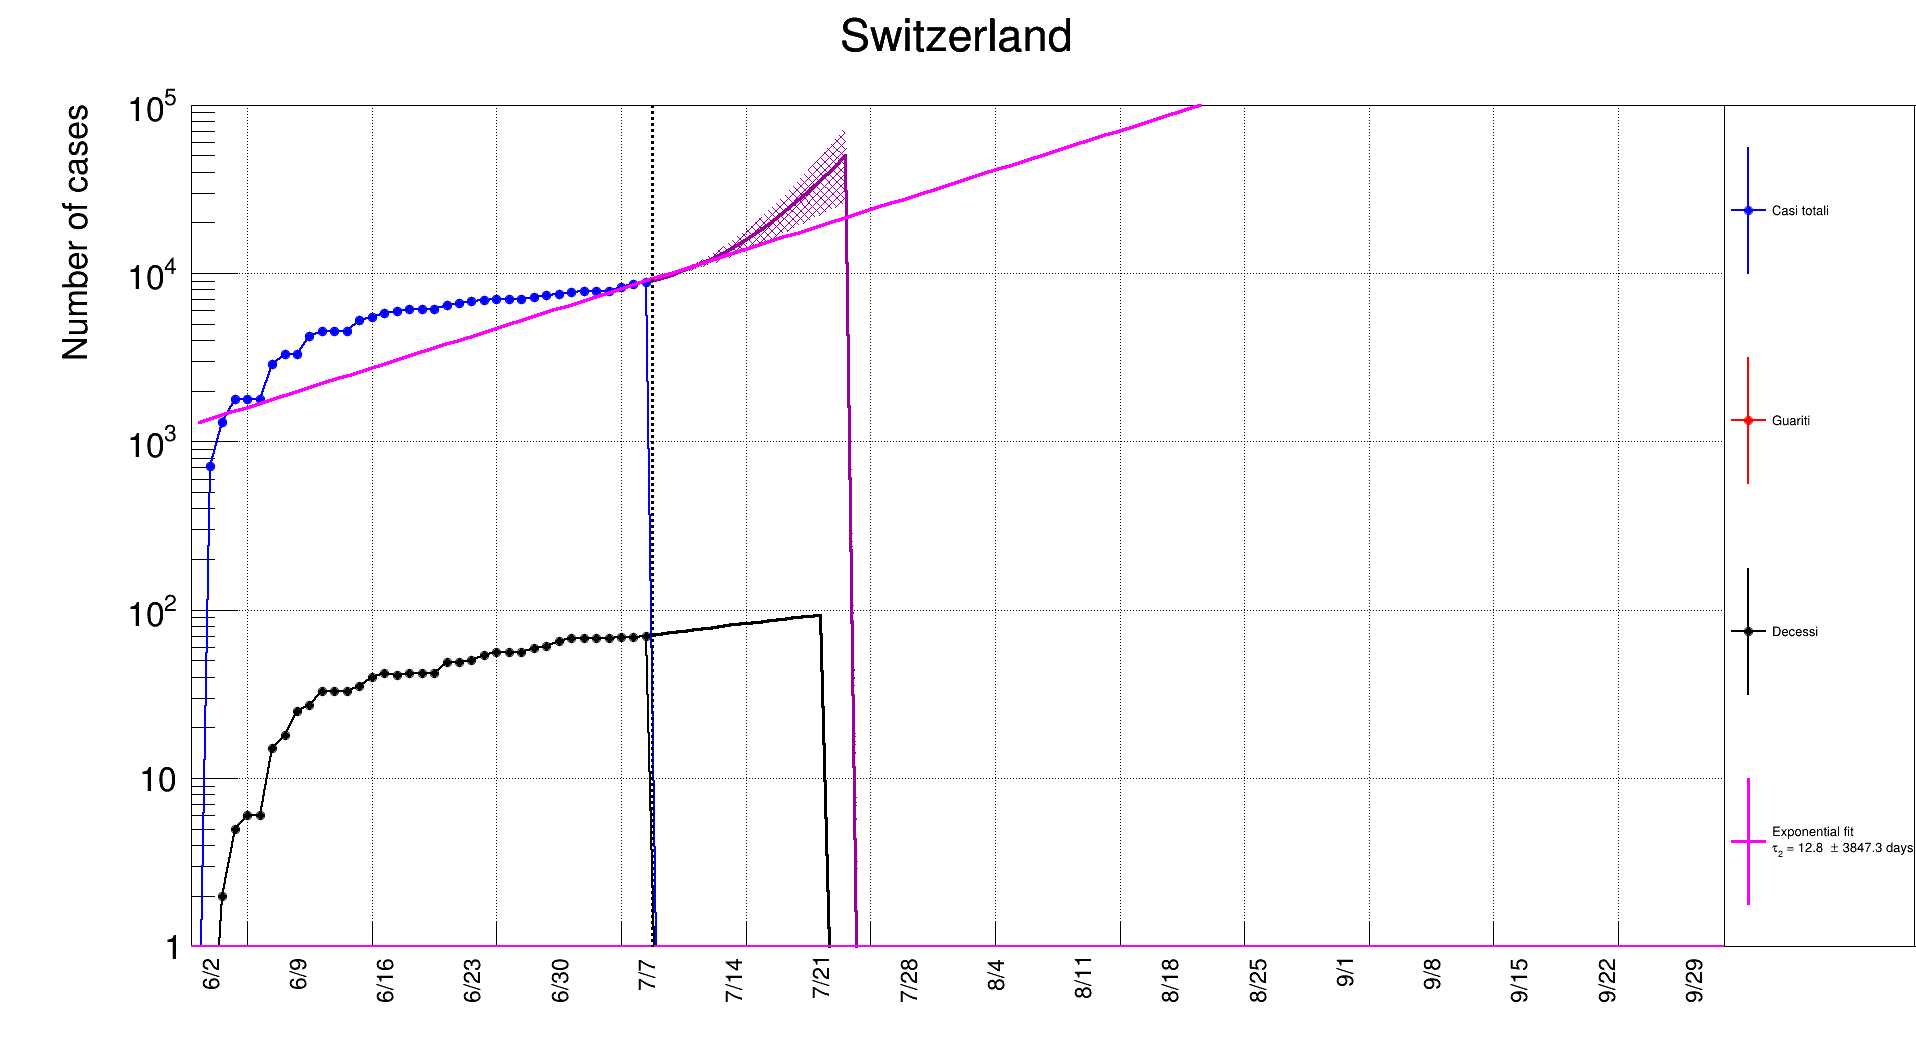 Switzerland
Number of cases
10^5
10^4
10^3
10^2
10
1
6/2 6/9 6/16 6/23 6/30 7/7 7/14 7/21 7/28 8/4 8/11 8/18 8/25 9/1 9/8 9/15 9/22 9/29
Casi totali
Guariti
Decessi
Exponential fit
τ_2 = 12.8 ± 3847.3 days